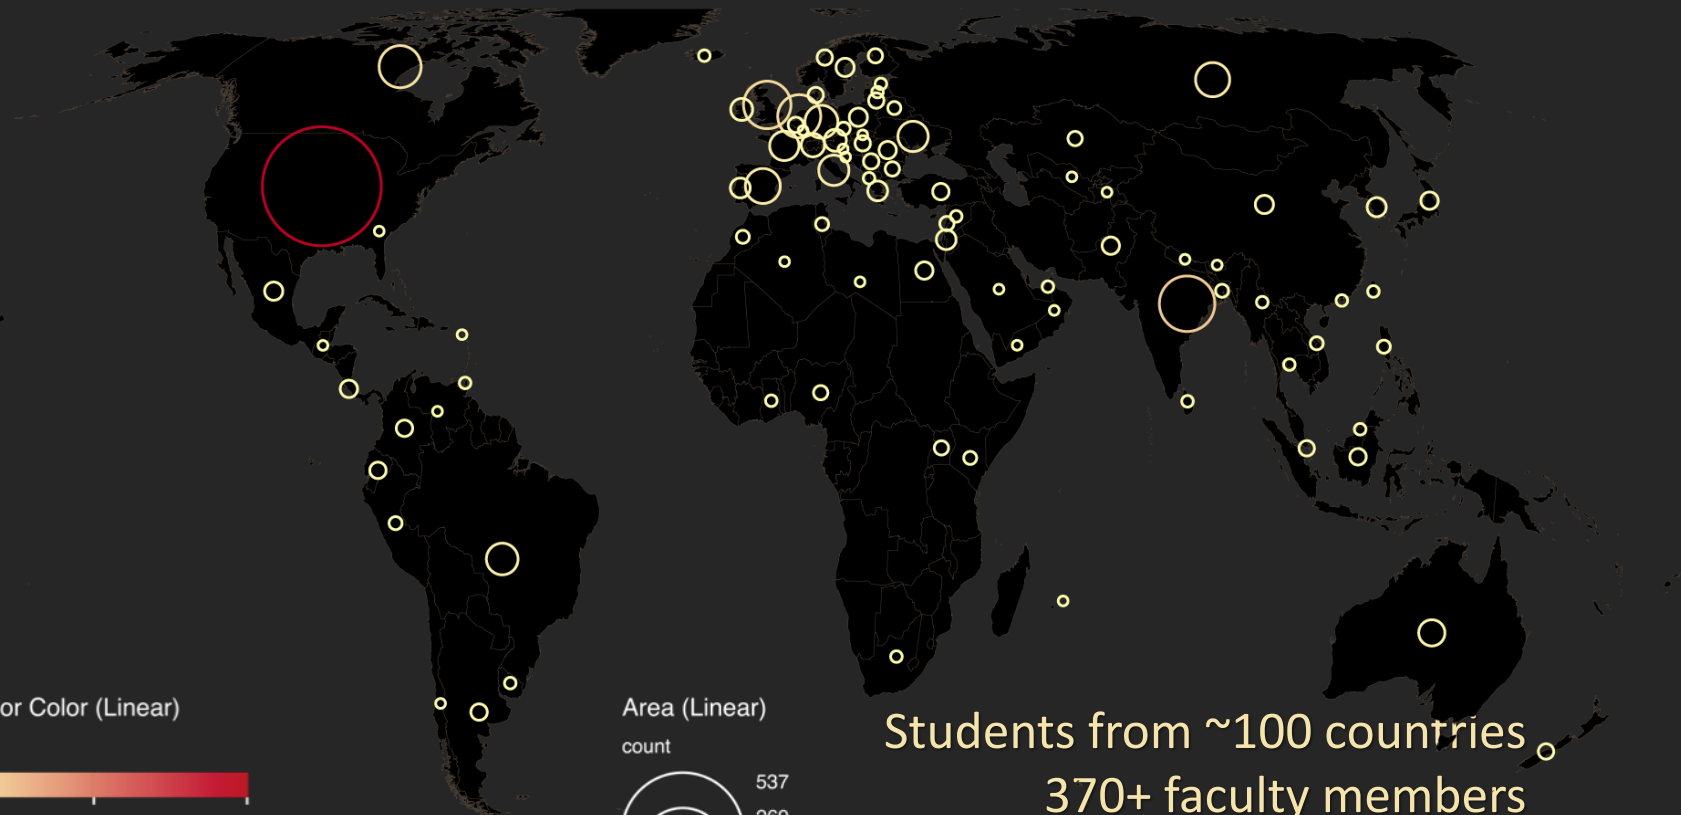 or Color (Linear)
Area (Linear)
count
537
Students from ~100 countries
370+ faculty members